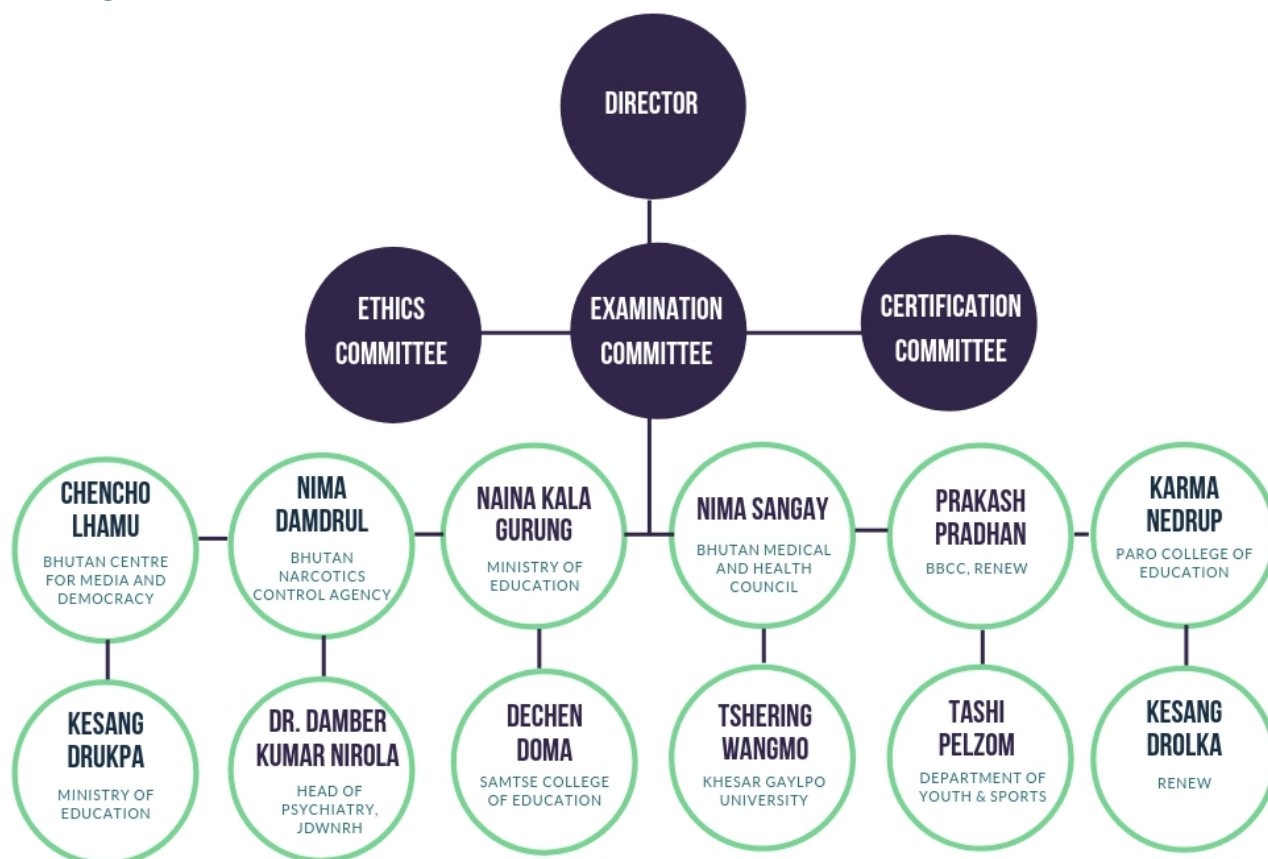 DIRECTOR
ETHICS
COMMITTEE
EXAMINATION
COMMITTEE
CERTIFICATION
COMMITTEE
CHENCHO
LHAMU
BHUTAN CENTRE
FOR MEDIA AND
DEMOCRACY
NIMA
DAMDRUL
BHUTAN
NARCOTICS
CONTROL AGENCY
NAINA KALA
GURUNG
MINISTRY OF
EDUCATION
NIMA SANGAY
BHUTAN MEDICAL
AND HEALTH
COUNCIL
PRAKASH
PRADHAN
BBCC, RENEW
KARMA
NEDRUP
PARO COLLEGE OF
EDUCATION
KESANG
DRUKPA
MINISTRY OF
EDUCATION
DR. DAMBER
KUMAR NIROLA
HEAD OF
PSYCHIATRY,
JDWNRH
DECHEN
DOMA
SAMTSE COLLEGE
OF EDUCATION
TSHERING
WANGMO
KHESAR GAYLPO
UNIVERSITY
TASHI
PELZOM
DEPARTMENT OF
YOUTH & SPORTS
KESANG
DROLKA
RENEW